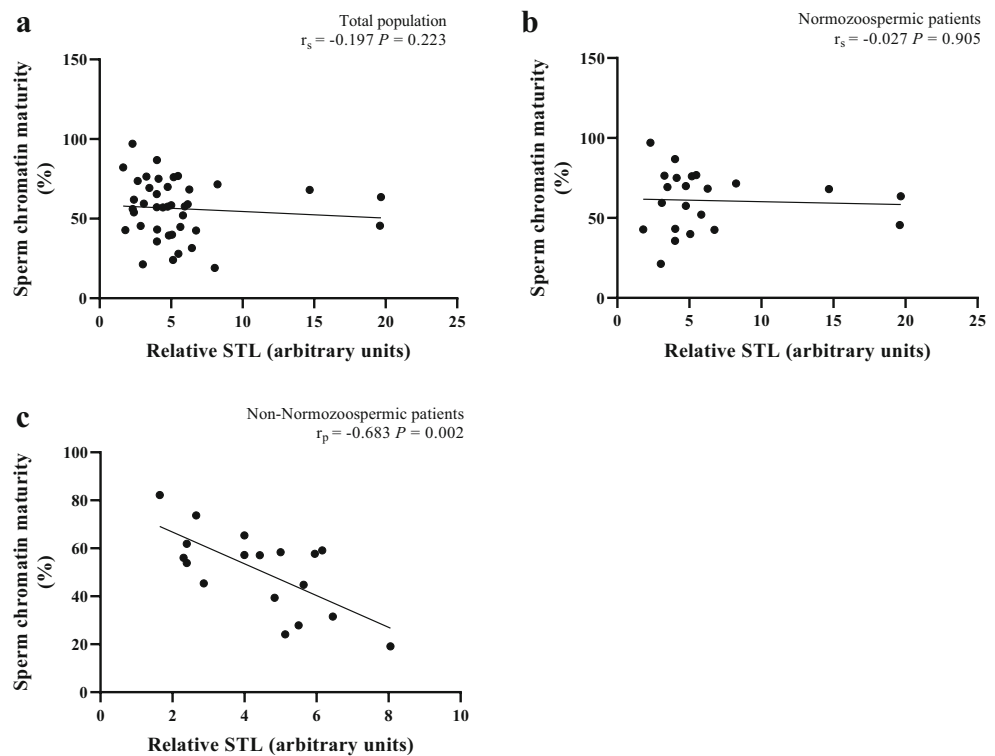 a
Total population
rs = -0.197 P = 0.223
Sperm chromatin maturity
(%)
150
100
50
0
0 5 10 15 20 25
Relative STL (arbitrary units)
b
Normozoospermic patients
rs = -0.027 P = 0.905
Sperm chromatin maturity
(%)
150
100
50
0
0 5 10 15 20 25
Relative STL (arbitrary units)
c
Non-Normozoospermic patients
rp = -0.683 P = 0.002
Sperm chromatin maturity
(%)
100
80
60
40
20
0
0 2 4 6 8 10
Relative STL (arbitrary units)